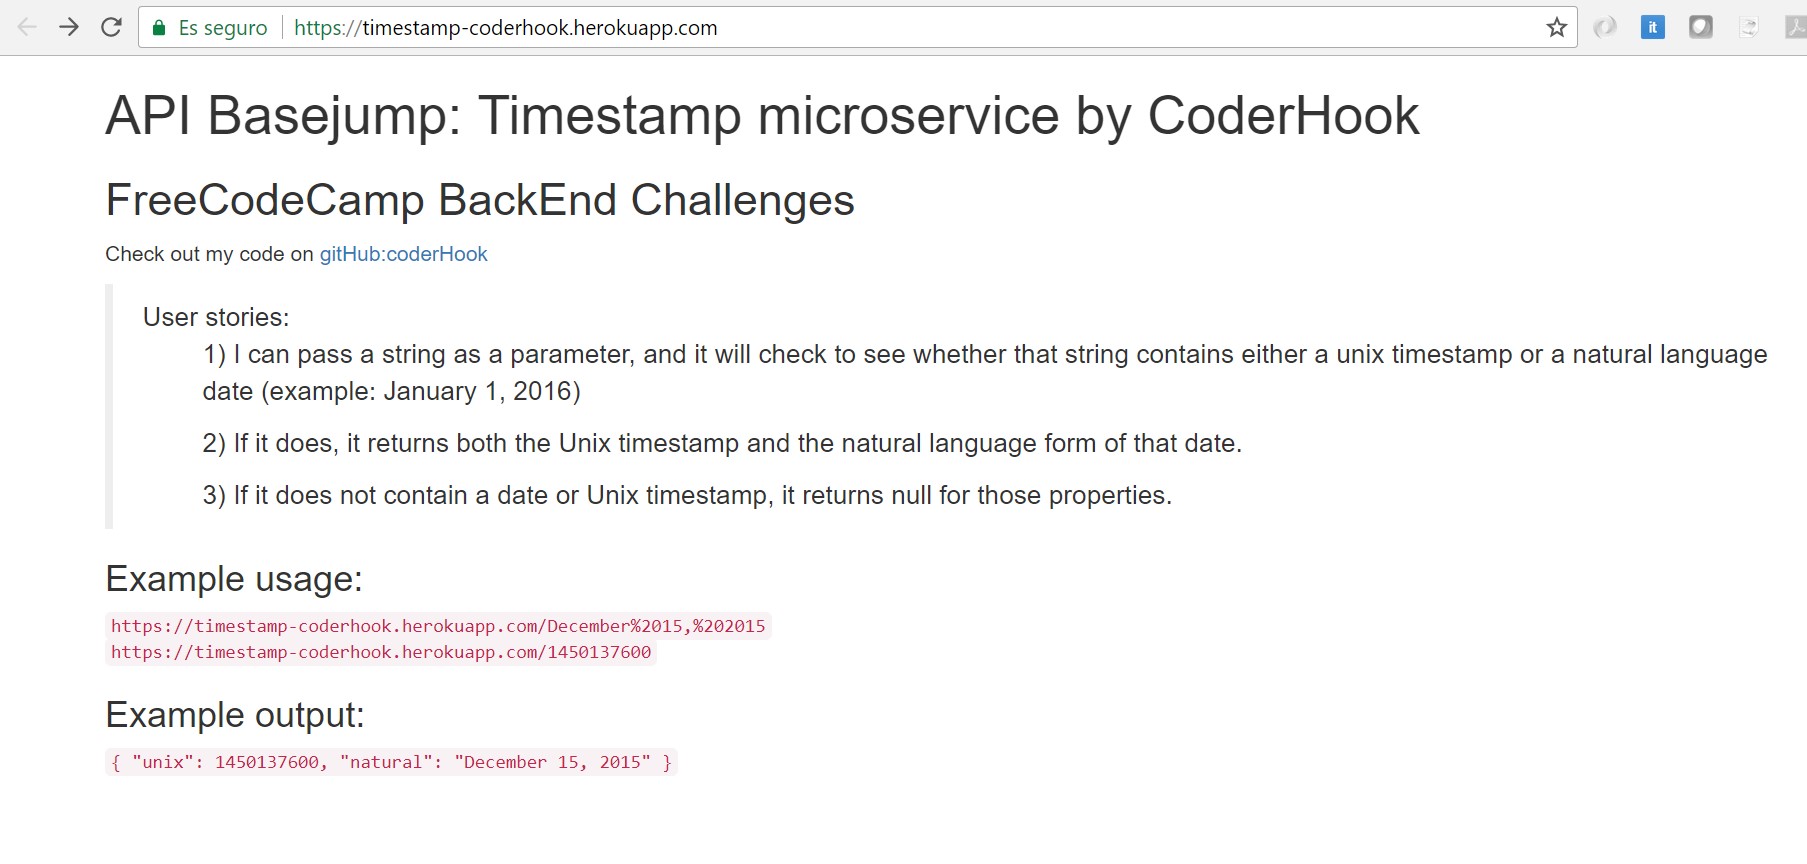 Es seguro https://timestamp-coderhook.herokuapp.com
it
API Basejump: Timestamp microservice by CoderHook
FreeCodeCamp BackEnd Challenges
Check out my code on gitHub:coderHook
User stories:
1) I can pass a string as a parameter, and it will check to see whether that string contains either a unix timestamp or a natural language
date (example: January 1, 2016)
2) If it does, it returns both the Unix timestamp and the natural language form of that date.
3) If it does not contain a date or Unix timestamp, it returns null for those properties.
Example usage:
https://timestamp-coderhook.herokuapp.com/December%2015,%202015
https://timestamp-coderhook.herokuapp.com/1450137600
Example output:
{ "unix": 1450137600, "natural": "December 15, 2015" }